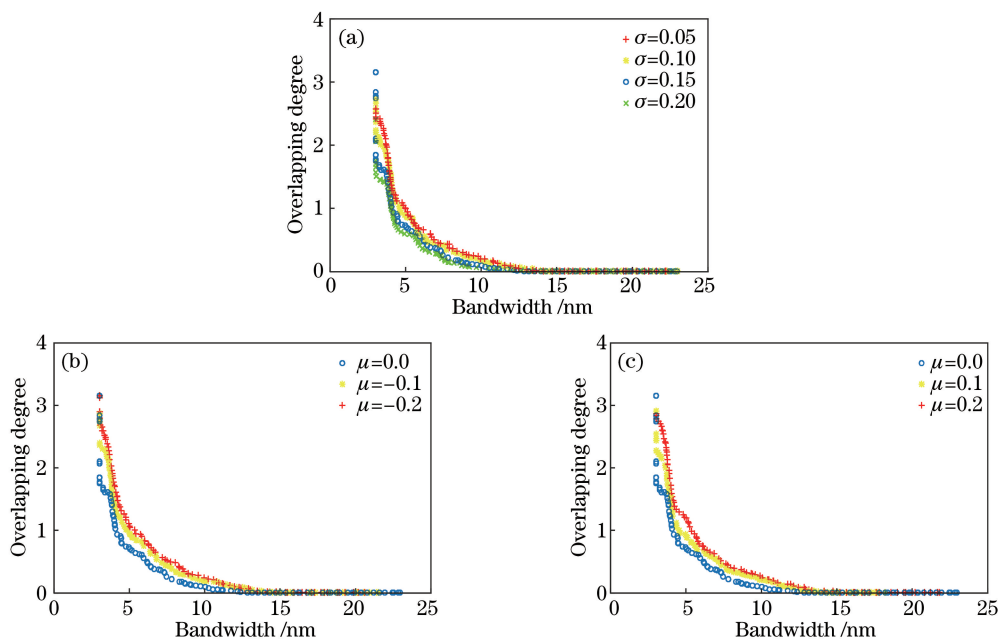 (a)
σ=0.05
σ=0.10
σ=0.15
σ=0.20
4
3
2
1
0
Overlapping degree
5
10
15
20
25
Bandwidth /nm
(b)
μ=0.0
μ=−0.1
μ=−0.2
4
3
2
1
0
Overlapping degree
0
5
10
15
20
25
Bandwidth /nm
(c)
μ=0.0
μ=0.1
μ=0.2
4
3
2
1
0
Overlapping degree
0
5
10
15
20
25
Bandwidth /nm